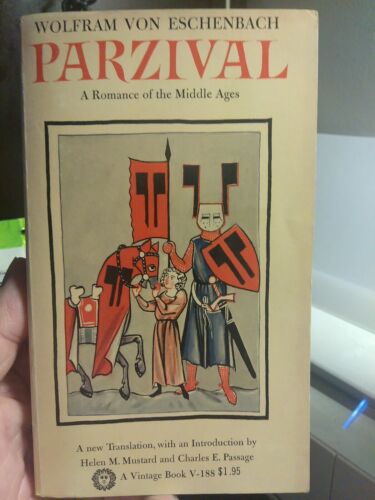 WOLFRAM VON ESCHENBACH
PARZIVAL
A Romance of the Middle Ages
A new Translation, with an Introduction by
Helen M. Mustard and Charles E. Passage
A Vintage Book V-188 $1.95